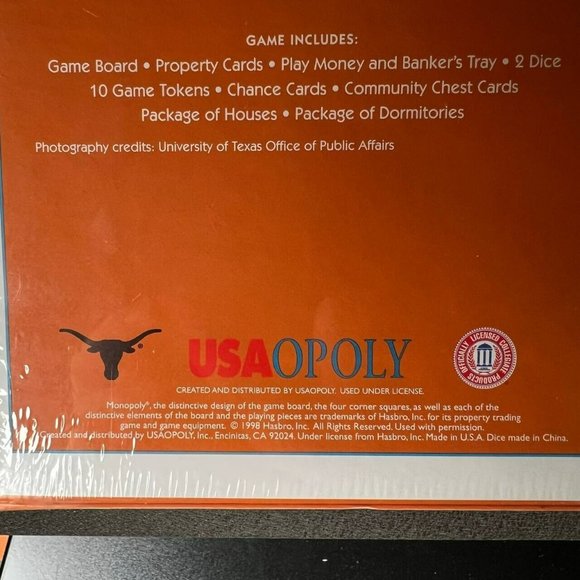 GAME INCLUDES:
Game Board • Property Cards • Play Money and Banker's Tray • 2 Dice
10 Game Tokens • Chance Cards • Community Chest Cards
Package of Houses • Package of Dormitories
Photography credits: University of Texas Office of Public Affairs
USAOPOLY
CREATED AND DISTRIBUTED BY USAOPOLY. USED UNDER LICENSE.
OFFICIALLY LICENSED COLLEGIATE PRODUCTS
Monopoly®, the distinctive design of the game board, the four corner squares, as well as each of the
distinctive elements of the board and the playing pieces are trademarks of Hasbro, Inc. for its property trading
game and game equipment. © 1998 Hasbro, Inc. All Rights Reserved. Used with permission.
Created and distributed by USAOPOLY, Inc., Encinitas, CA 92024. Under license from Hasbro, Inc. Made in U.S.A. Dice made in China.